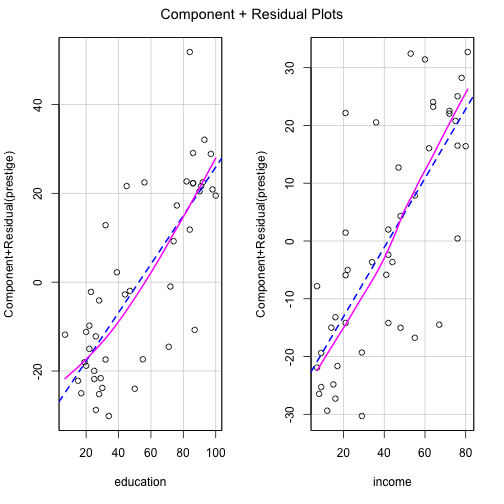 Component + Residual Plots
Component+Residual(prestige )
40
20
0
-20
20 40 60 80 100
education
Component+Residual(prestige )
30
20
10
0
-10
-20
-30
20 40 60 80
income